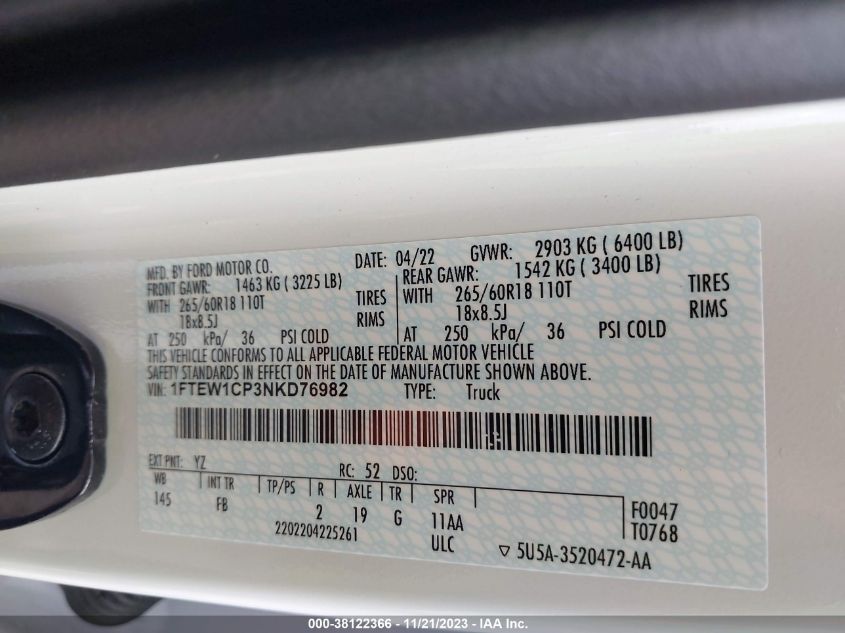 MFD. BY FORD MOTOR CO. DATE: 04/22 GVWR: 2903 KG ( 6400 LB)
FRONT GAWR: 1463 KG ( 3225 LB) REAR GAWR: 1542 KG ( 3400 LB)
WITH 265/60R18 110T TIRES WITH 265/60R18 110T TIRES
18x8.5J RIMS 18x8.5J RIMS
AT 250 kPa/ 36 PSI COLD AT 250 kPa/ 36 PSI COLD
THIS VEHICLE CONFORMS TO ALL APPLICABLE FEDERAL MOTOR VEHICLE
SAFETY STANDARDS IN EFFECT ON THE DATE OF MANUFACTURE SHOWN ABOVE.
VIN: 1FTEW1CP3NKD76982 TYPE: Truck
EXT PNT: YZ RC: 52 DSO:
WB INT TR TP/PS R AXLE TR SPR F0047
145 FB 2 19 G 11AA T0768
2202204225261 ULC 5U5A-3520472-AA
000-38122366 - 11/21/2023 - IAA Inc.